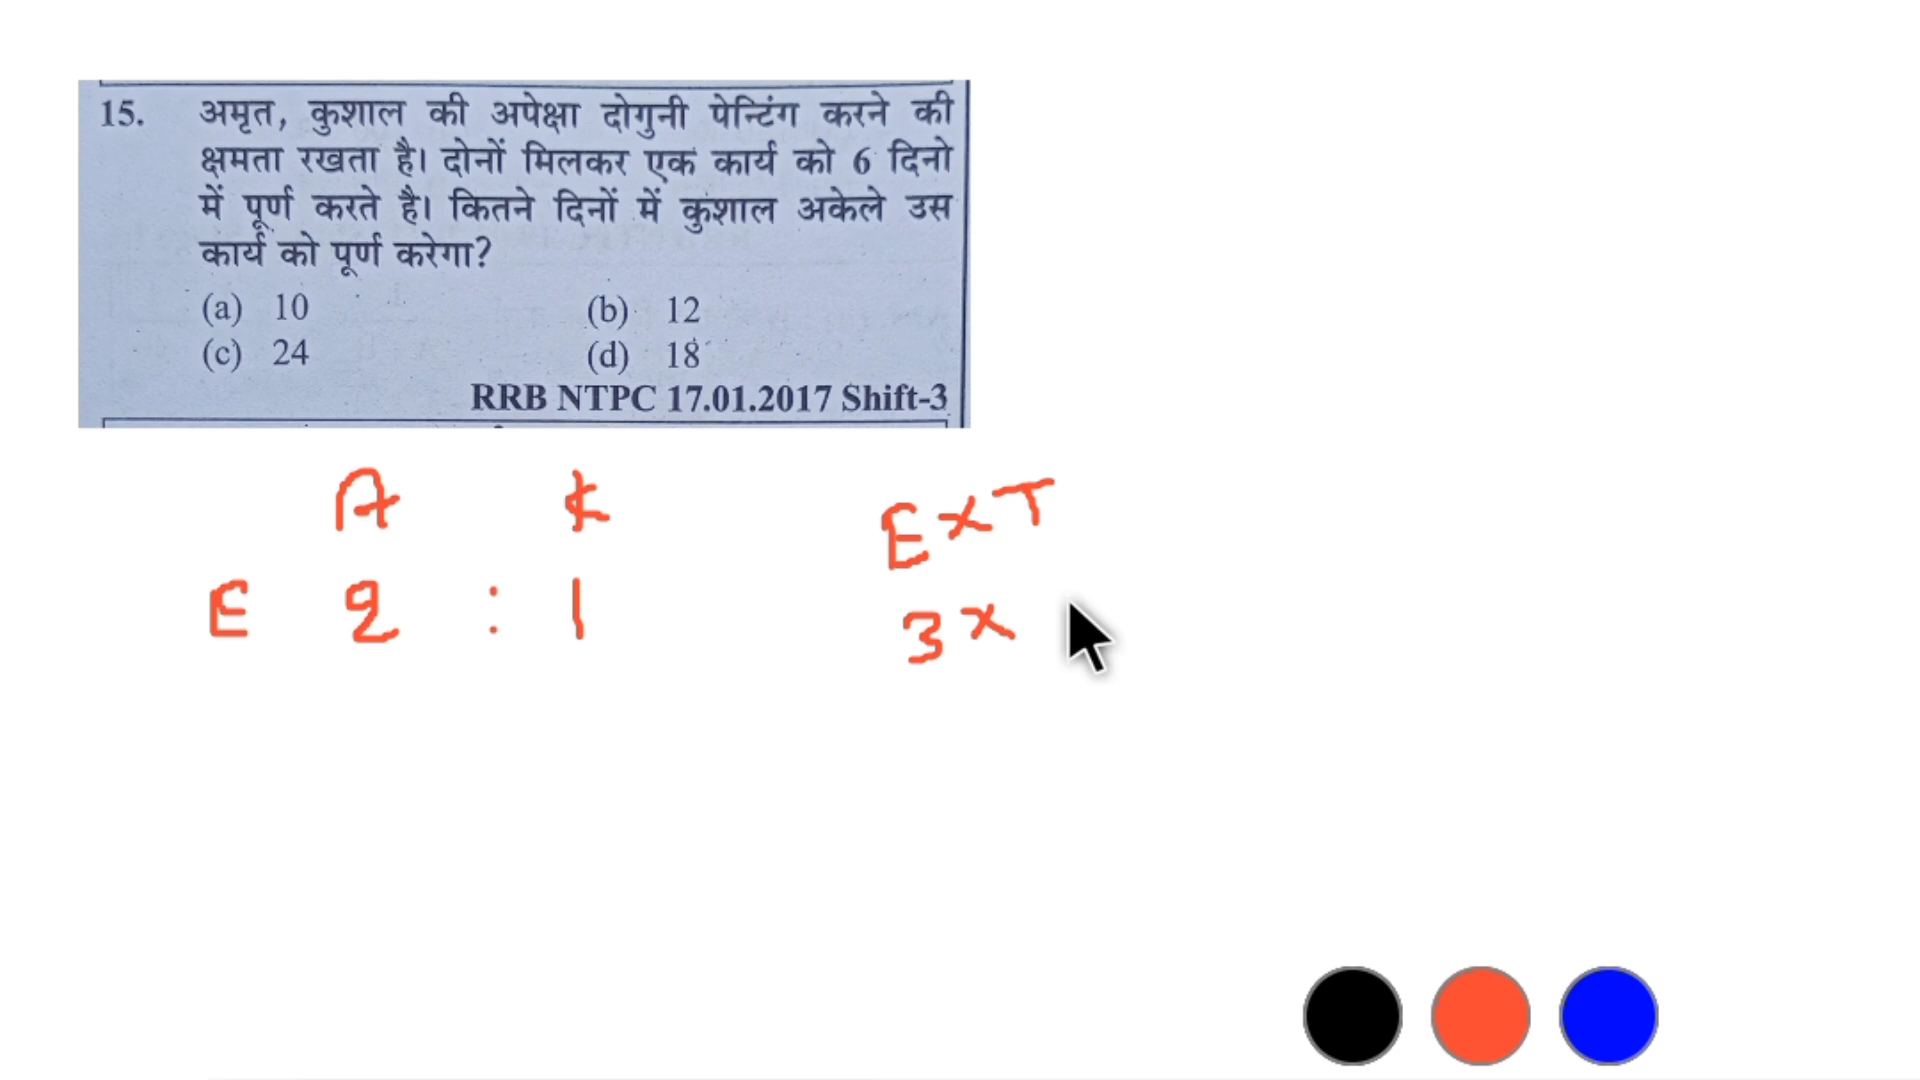 15. अमृत, कुशाल की अपेक्षा दोगुनी पेन्टिंग करने की
क्षमता रखता है। दोनों मिलकर एक कार्य को 6 दिनो
में पूर्ण करते है। कितने दिनों में कुशाल अकेले उस
कार्य को पूर्ण करेगा?
(a) 10 (b) 12
(c) 24 (d) 18
RRB NTPC 17.01.2017 Shift-3
A K
E 2 : 1
E×T
3×